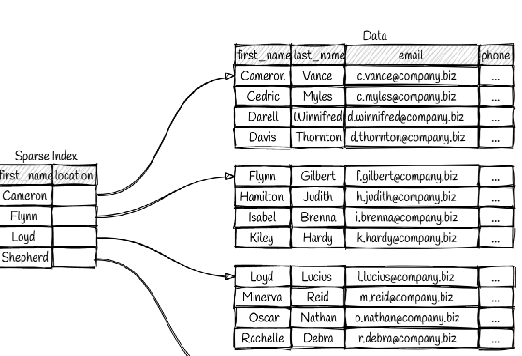 Data
first_name last_name email phone
Cameron Vance c.vance@company.biz ...
Cedric Myles c.myles@company.biz ...
Darell Winnifred d.winnifred@company.biz ...
Davis Thornton d.thornton@company.biz ...
Sparse Index
first_name location
Cameron
Flynn
Loyd
Shepherd
Flynn Gilbert f.gilbert@company.biz ...
Hamilton Judith h.judith@company.biz ...
Isabel Brenna i.brenna@company.biz ...
Kiley Hardy k.hardy@company.biz ...
Loyd Lucius l.lucius@company.biz ...
Minerva Reid m.reid@company.biz ...
Oscar Nathan o.nathan@company.biz ...
Rachelle Debra r.debra@company.biz ...